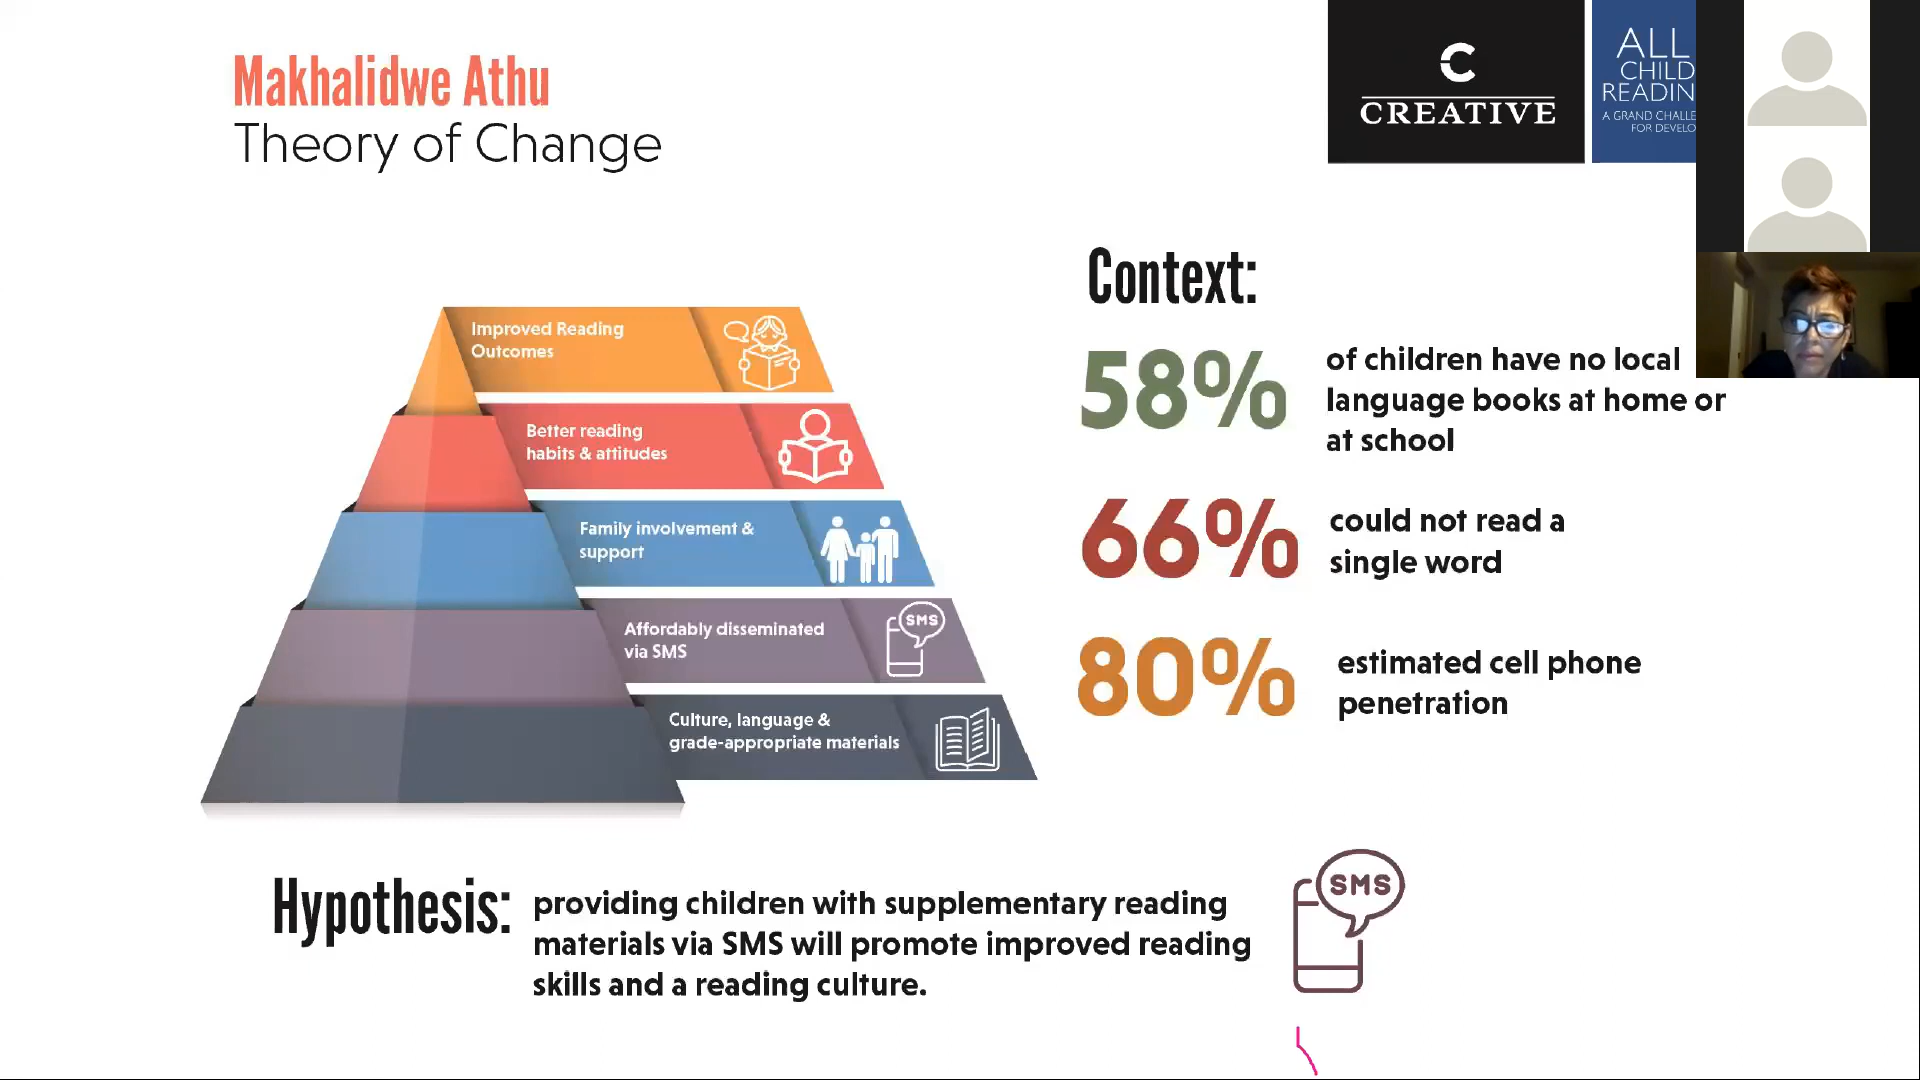 Makhalidwe Athu
Theory of Change
C
CREATIVE
ALL
CHILD
READIN
A GRAND CHALLE
FOR DEVELO
Improved Reading
Outcomes
Better reading
habits & attitudes
Family involvement &
support
Affordably disseminated
via SMS
SMS
Culture, language &
grade-appropriate materials
Context:
58%
of children have no local
language books at home or
at school
66%
could not read a
single word
80%
estimated cell phone
penetration
Hypothesis:
providing children with supplementary reading
materials via SMS will promote improved reading
skills and a reading culture.
SMS